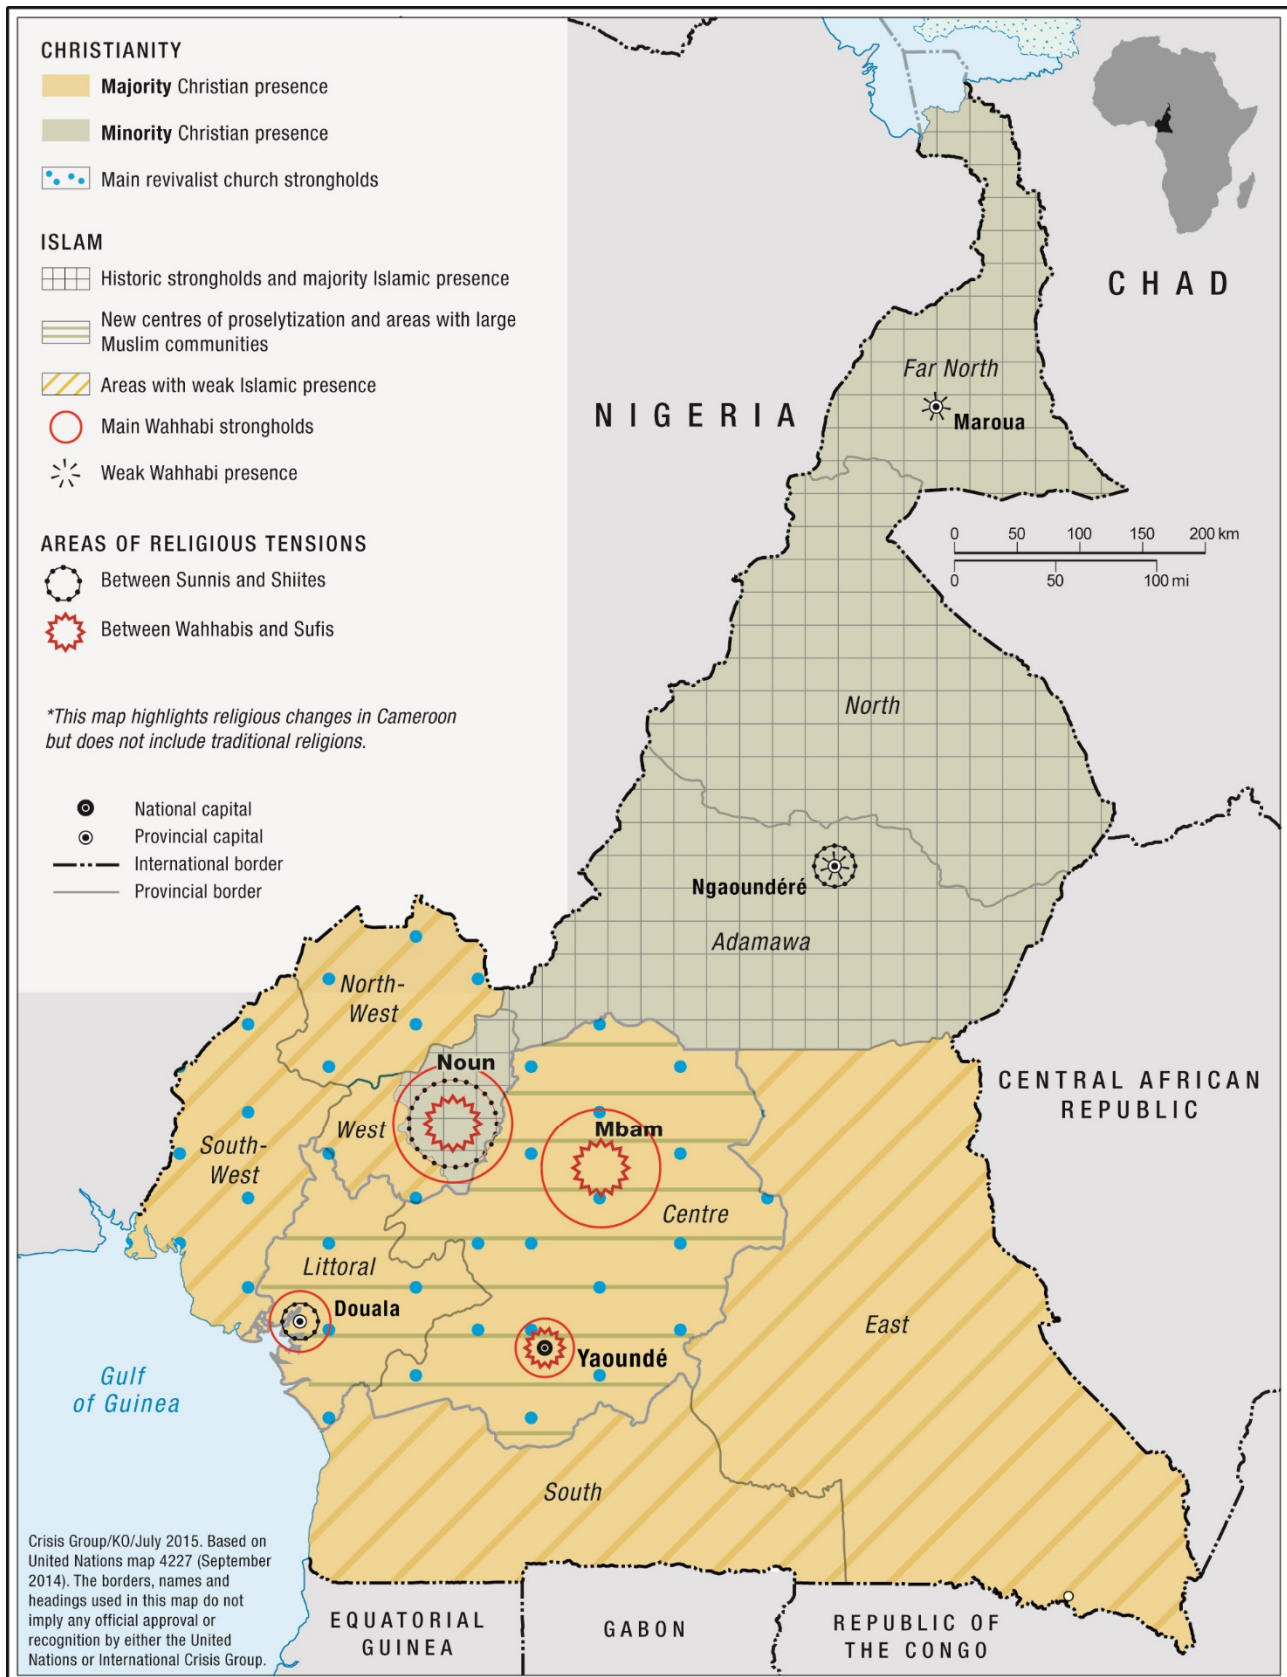 CHRISTIANITY
Majority Christian presence
Minority Christian presence
Main revivalist church strongholds
ISLAM
Historic strongholds and majority Islamic presence
New centres of proselytization and areas with large
Muslim communities
Areas with weak Islamic presence
Main Wahhabi strongholds
Weak Wahhabi presence
AREAS OF RELIGIOUS TENSIONS
Between Sunnis and Shiites
Between Wahhabis and Sufis
*This map highlights religious changes in Cameroon
but does not include traditional religions.
National capital
Provincial capital
International border
Provincial border
CHAD
NIGERIA
Far North
Maroua
0 50 100 150 200 km
0 50 100 mi
North
Ngaoundéré
Adamawa
North-
West
Noun
CENTRAL AFRICAN
REPUBLIC
West
Mbam
South-
West
Centre
Littoral
Douala
East
Yaoundé
Gulf
of Guinea
South
Crisis Group/KO/July 2015. Based on
United Nations map 4227 (September
2014). The borders, names and
headings used in this map do not
imply any official approval or
recognition by either the United
Nations or International Crisis Group.
EQUATORIAL
GUINEA
GABON
REPUBLIC OF
THE CONGO